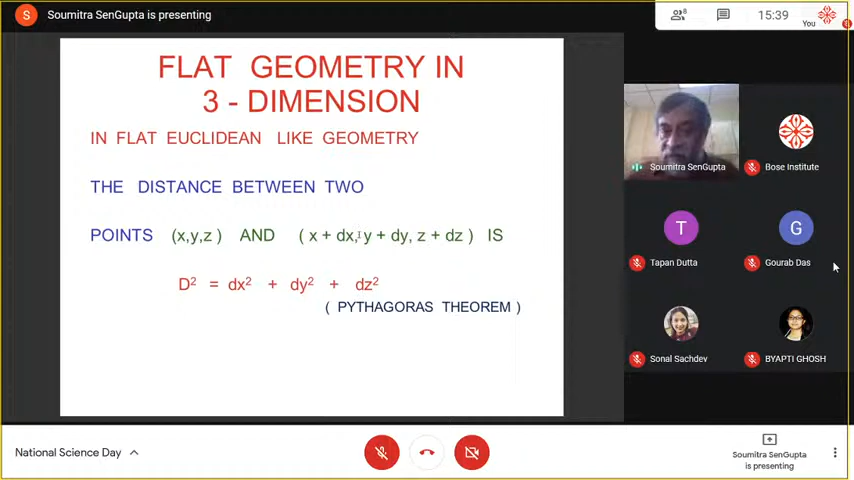 S Soumitra SenGupta is presenting
8
15:39
You
FLAT GEOMETRY IN
3 - DIMENSION
IN FLAT EUCLIDEAN LIKE GEOMETRY
THE DISTANCE BETWEEN TWO
POINTS (x,y,z ) AND ( x + dx, y + dy, z + dz ) IS
D² = dx² + dy² + dz²
( PYTHAGORAS THEOREM )
Soumitra SenGupta
Bose Institute
T
G
Tapan Dutta
Gourab Das
Sonal Sachdev
BYAPTI GHOSH
National Science Day
Soumitra SenGupta
is presenting